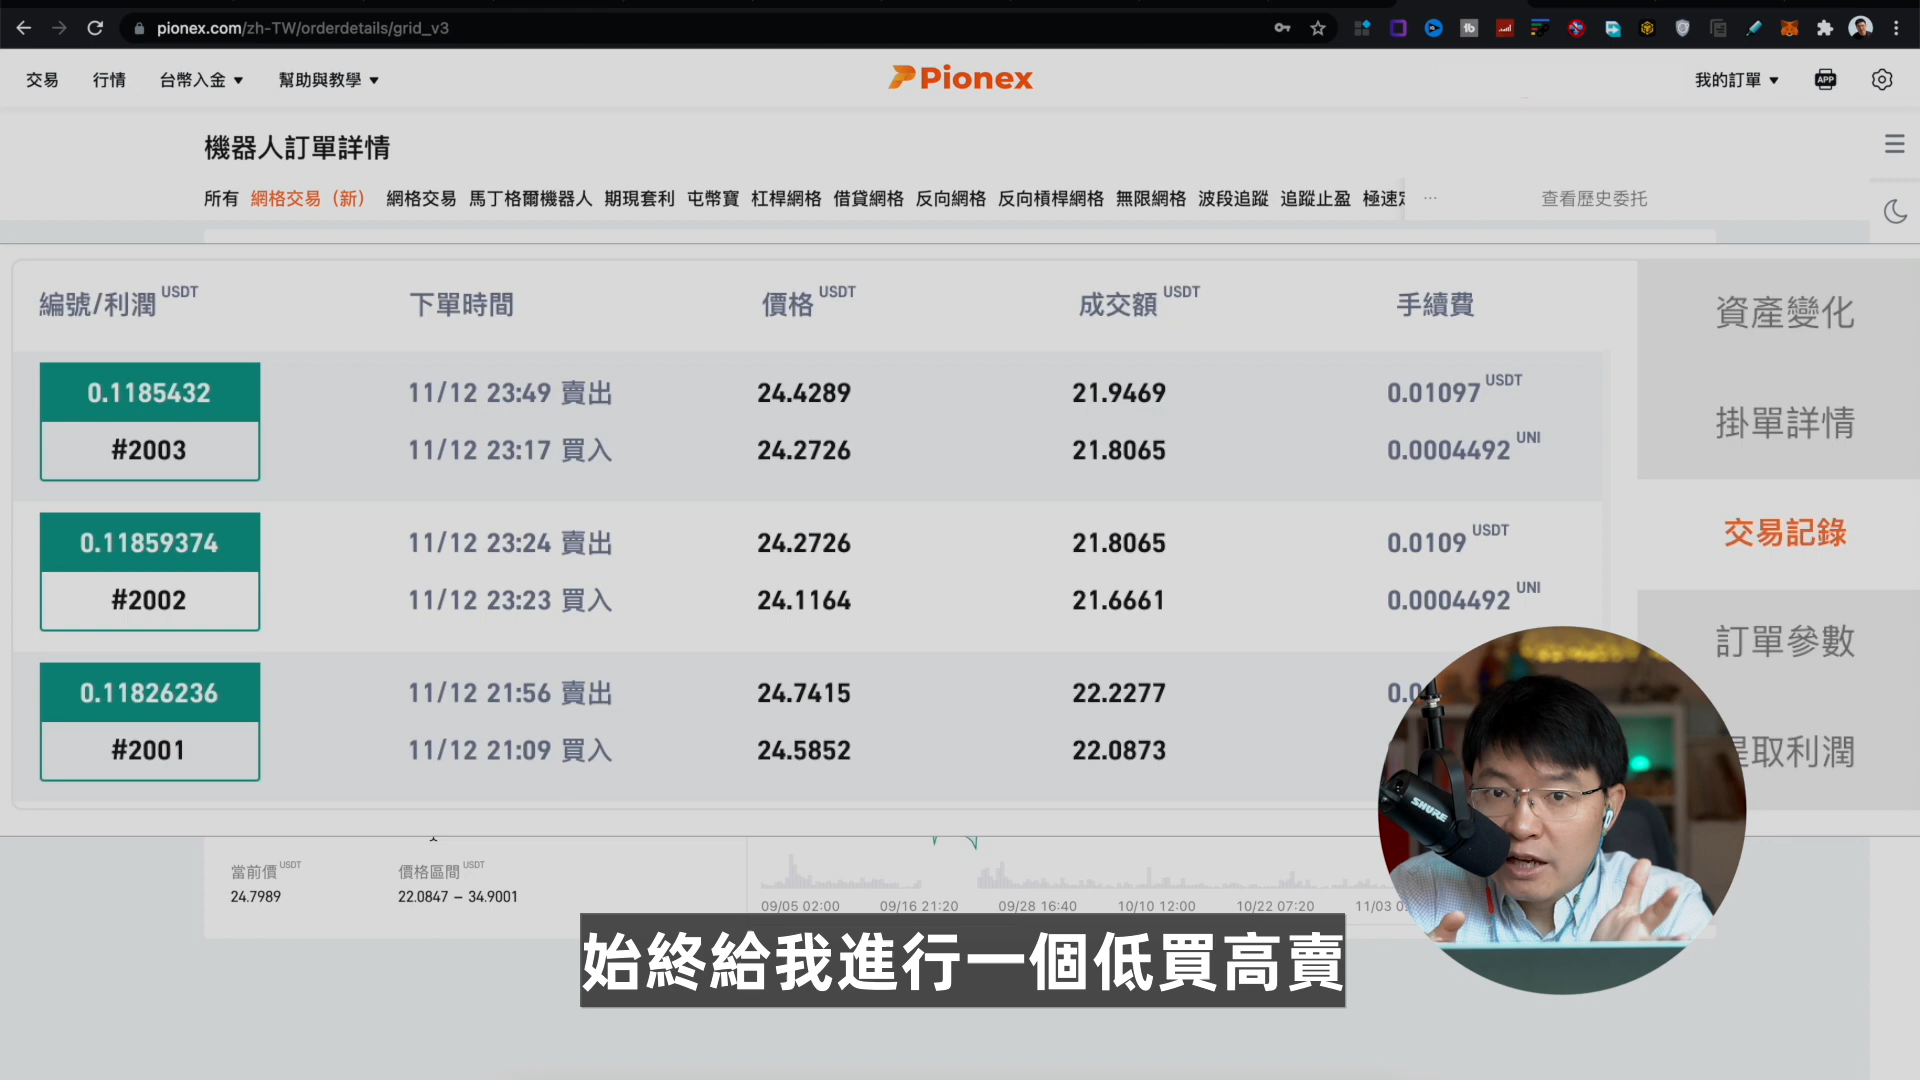 pionex.com/zh-TW/orderdetails/grid_v3
交易 行情 台幣入金 幫助與教學 Pionex 我的訂單 APP
機器人訂單詳情
所有 網格交易（新） 網格交易 馬丁格爾機器人 期現套利 屯幣寶 杠桿網格 借貸網格 反向網格 反向槓桿網格 無限網格 波段追蹤 追蹤止盈 極速 ... 查看歷史委托
編號/利潤 USDT 下單時間 價格 USDT 成交額 USDT 手續費
資產變化
0.1185432 11/12 23:49 賣出 24.4289 21.9469 0.01097 USDT
掛單詳情
#2003 11/12 23:17 買入 24.2726 21.8065 0.0004492 UNI
交易記錄
0.11859374 11/12 23:24 賣出 24.2726 21.8065 0.0109 USDT
#2002 11/12 23:23 買入 24.1164 21.6661 0.0004492 UNI
訂單參數
0.11826236 11/12 21:56 賣出 24.7415 22.2277
#2001 11/12 21:09 買入 24.5852 22.0873
取利潤
SHURE
當前價 USDT 價格區間 USDT
24.7989 22.0847 – 34.9001
09/05 02:00 09/16 21:20 09/28 16:40 10/10 12:00 10/22 07:20 11/03
始終給我進行一個低買高賣